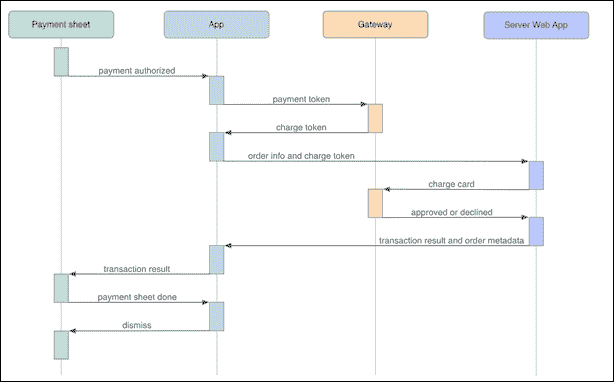 Payment sheet
App
Gateway
Server Web App
payment authorized
payment token
charge token
order info and charge token
charge card
approved or declined
transaction result and order metadata
transaction result
payment sheet done
dismiss